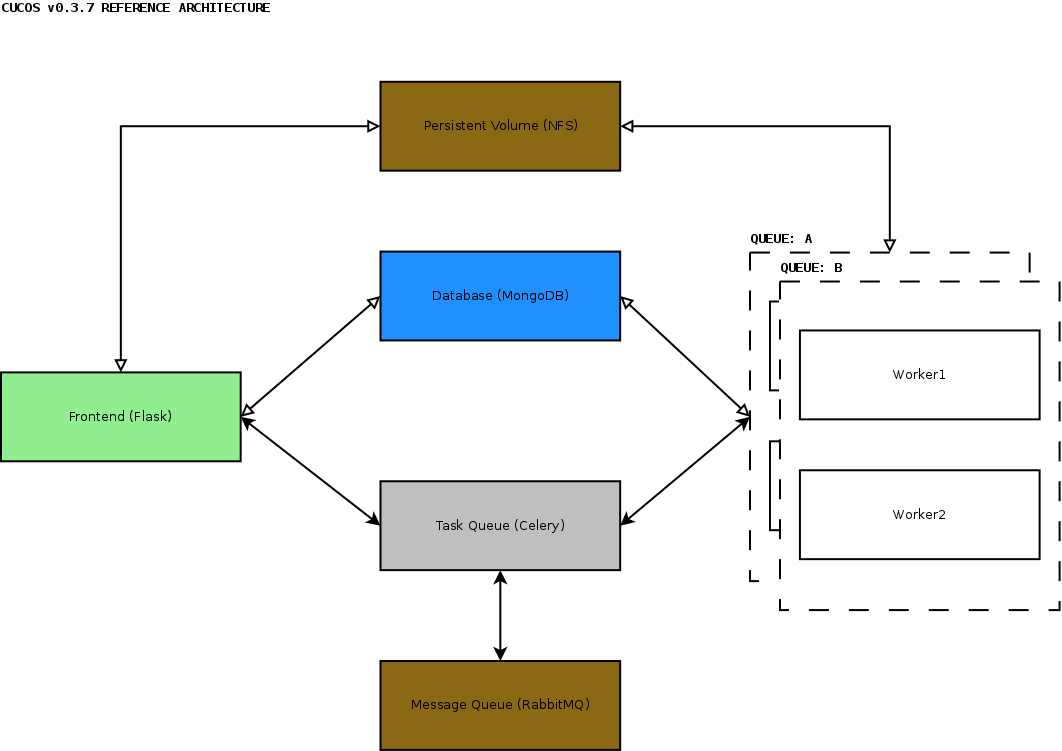 CUCOS v0.3.7 REFERENCE ARCHITECTURE
Persistent Volume (NFS)
QUEUE: A
QUEUE: B
Database (MongoDB)
Worker1
Frontend (Flask)
Worker2
Task Queue (Celery)
Message Queue (RabbitMQ)